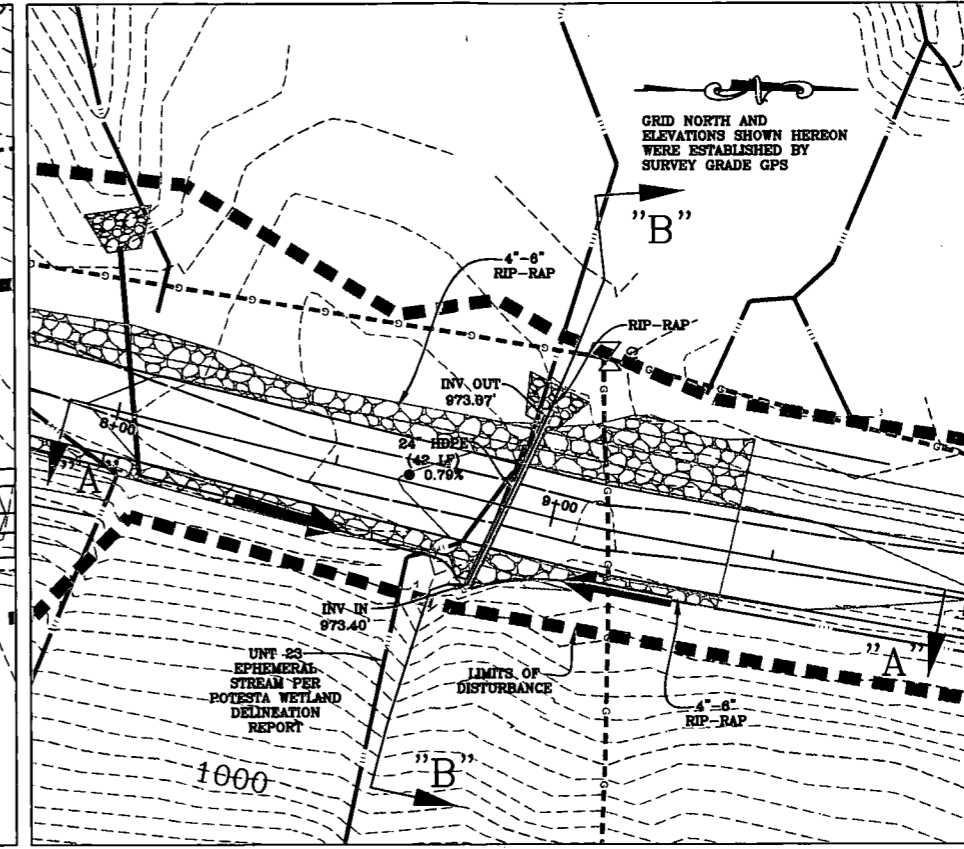 GRID NORTH AND
ELEVATIONS SHOWN HEREON
WERE ESTABLISHED BY
SURVEY GRADE GPS
"B"
4"-6"
RIP-RAP
RIP-RAP
INV OUT
973.07'
24" HDPE
(42 LF)
@ 0.79%
8+00
"A"
9+00
INV IN
973.40'
UNT 23
EPHEMERAL
STREAM PER
POTESTA WETLAND
DELINEATION
REPORT
LIMITS OF
DISTURBANCE
4"-6"
RIP-RAP
"A"
"B"
1000